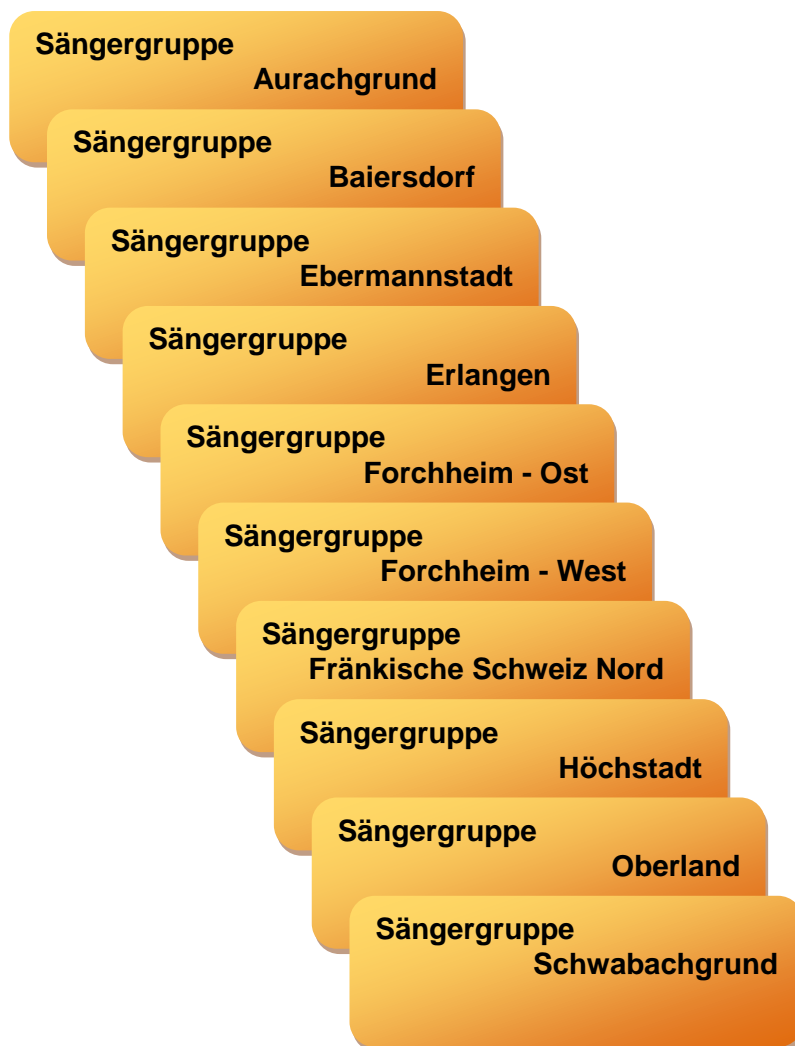 Sängergruppe
Aurachgrund
Sängergruppe
Baiersdorf
Sängergruppe
Ebermannstadt
Sängergruppe
Erlangen
Sängergruppe
Forchheim - Ost
Sängergruppe
Forchheim - West
Sängergruppe
Fränkische Schweiz Nord
Sängergruppe
Höchstadt
Sängergruppe
Oberland
Sängergruppe
Schwabachgrund